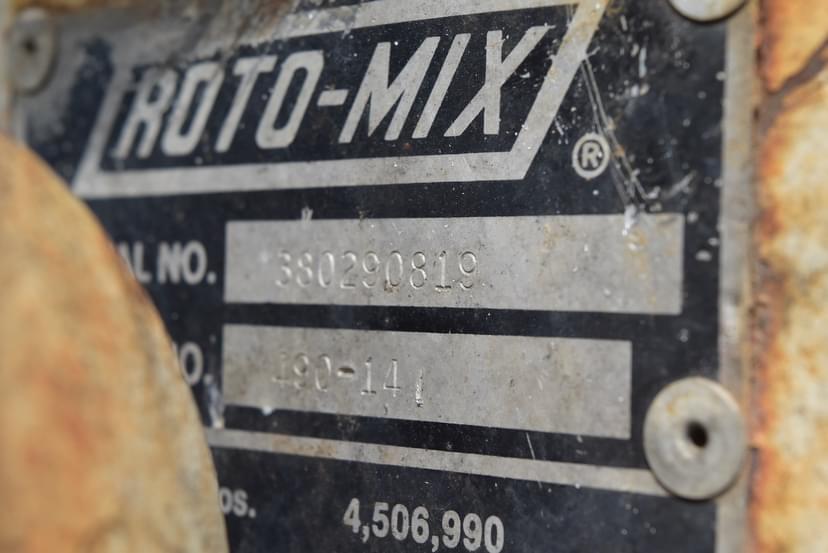 ROTO-MIX ®
AL NO. 380290819
O. 490-14
os. 4,506,990